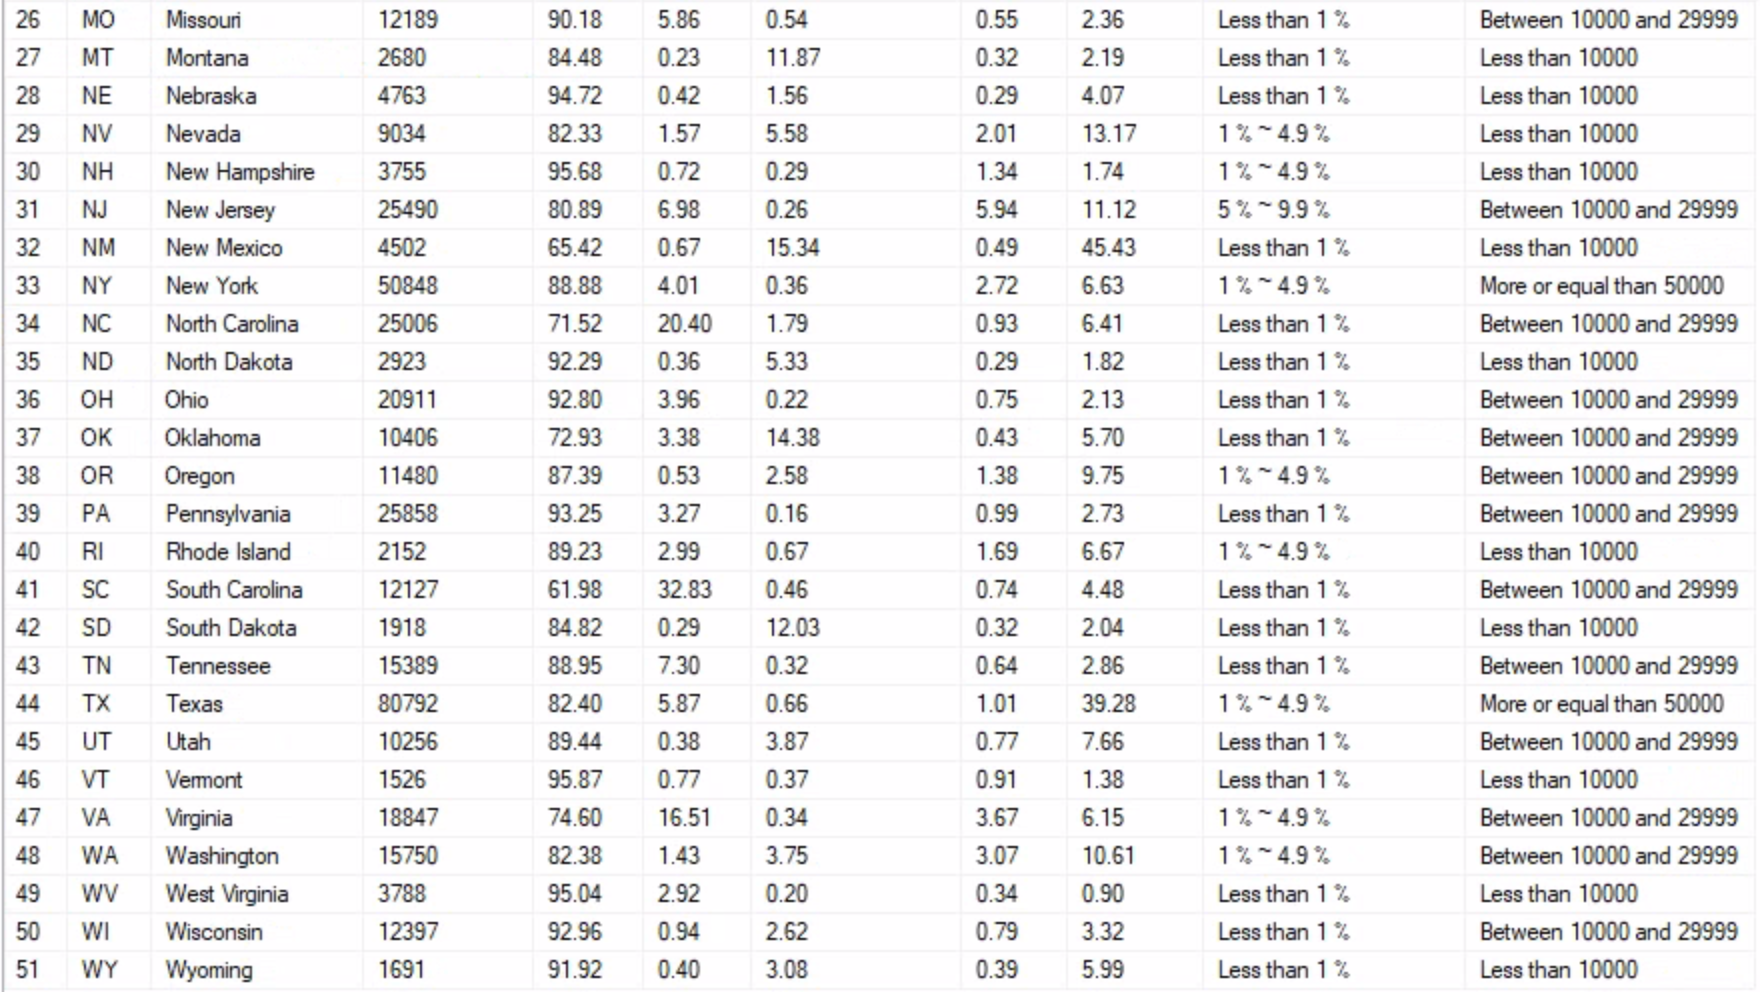 26 MO Missouri 12189 90.18 5.86 0.54 0.55 2.36 Less than 1 % Between 10000 and 29999
27 MT Montana 2680 84.48 0.23 11.87 0.32 2.19 Less than 1 % Less than 10000
28 NE Nebraska 4763 94.72 0.42 1.56 0.29 4.07 Less than 1 % Less than 10000
29 NV Nevada 9034 82.33 1.57 5.58 2.01 13.17 1 % ~ 4.9 % Less than 10000
30 NH New Hampshire 3755 95.68 0.72 0.29 1.34 1.74 1 % ~ 4.9 % Less than 10000
31 NJ New Jersey 25490 80.89 6.98 0.26 5.94 11.12 5 % ~ 9.9 % Between 10000 and 29999
32 NM New Mexico 4502 65.42 0.67 15.34 0.49 45.43 Less than 1 % Less than 10000
33 NY New York 50848 88.88 4.01 0.36 2.72 6.63 1 % ~ 4.9 % More or equal than 50000
34 NC North Carolina 25006 71.52 20.40 1.79 0.93 6.41 Less than 1 % Between 10000 and 29999
35 ND North Dakota 2923 92.29 0.36 5.33 0.29 1.82 Less than 1 % Less than 10000
36 OH Ohio 20911 92.80 3.96 0.22 0.75 2.13 Less than 1 % Between 10000 and 29999
37 OK Oklahoma 10406 72.93 3.38 14.38 0.43 5.70 Less than 1 % Between 10000 and 29999
38 OR Oregon 11480 87.39 0.53 2.58 1.38 9.75 1 % ~ 4.9 % Between 10000 and 29999
39 PA Pennsylvania 25858 93.25 3.27 0.16 0.99 2.73 Less than 1 % Between 10000 and 29999
40 RI Rhode Island 2152 89.23 2.99 0.67 1.69 6.67 1 % ~ 4.9 % Less than 10000
41 SC South Carolina 12127 61.98 32.83 0.46 0.74 4.48 Less than 1 % Between 10000 and 29999
42 SD South Dakota 1918 84.82 0.29 12.03 0.32 2.04 Less than 1 % Less than 10000
43 TN Tennessee 15389 88.95 7.30 0.32 0.64 2.86 Less than 1 % Between 10000 and 29999
44 TX Texas 80792 82.40 5.87 0.66 1.01 39.28 1 % ~ 4.9 % More or equal than 50000
45 UT Utah 10256 89.44 0.38 3.87 0.77 7.66 Less than 1 % Between 10000 and 29999
46 VT Vermont 1526 95.87 0.77 0.37 0.91 1.38 Less than 1 % Less than 10000
47 VA Virginia 18847 74.60 16.51 0.34 3.67 6.15 1 % ~ 4.9 % Between 10000 and 29999
48 WA Washington 15750 82.38 1.43 3.75 3.07 10.61 1 % ~ 4.9 % Between 10000 and 29999
49 WV West Virginia 3788 95.04 2.92 0.20 0.34 0.90 Less than 1 % Less than 10000
50 WI Wisconsin 12397 92.96 0.94 2.62 0.79 3.32 Less than 1 % Between 10000 and 29999
51 WY Wyoming 1691 91.92 0.40 3.08 0.39 5.99 Less than 1 % Less than 10000